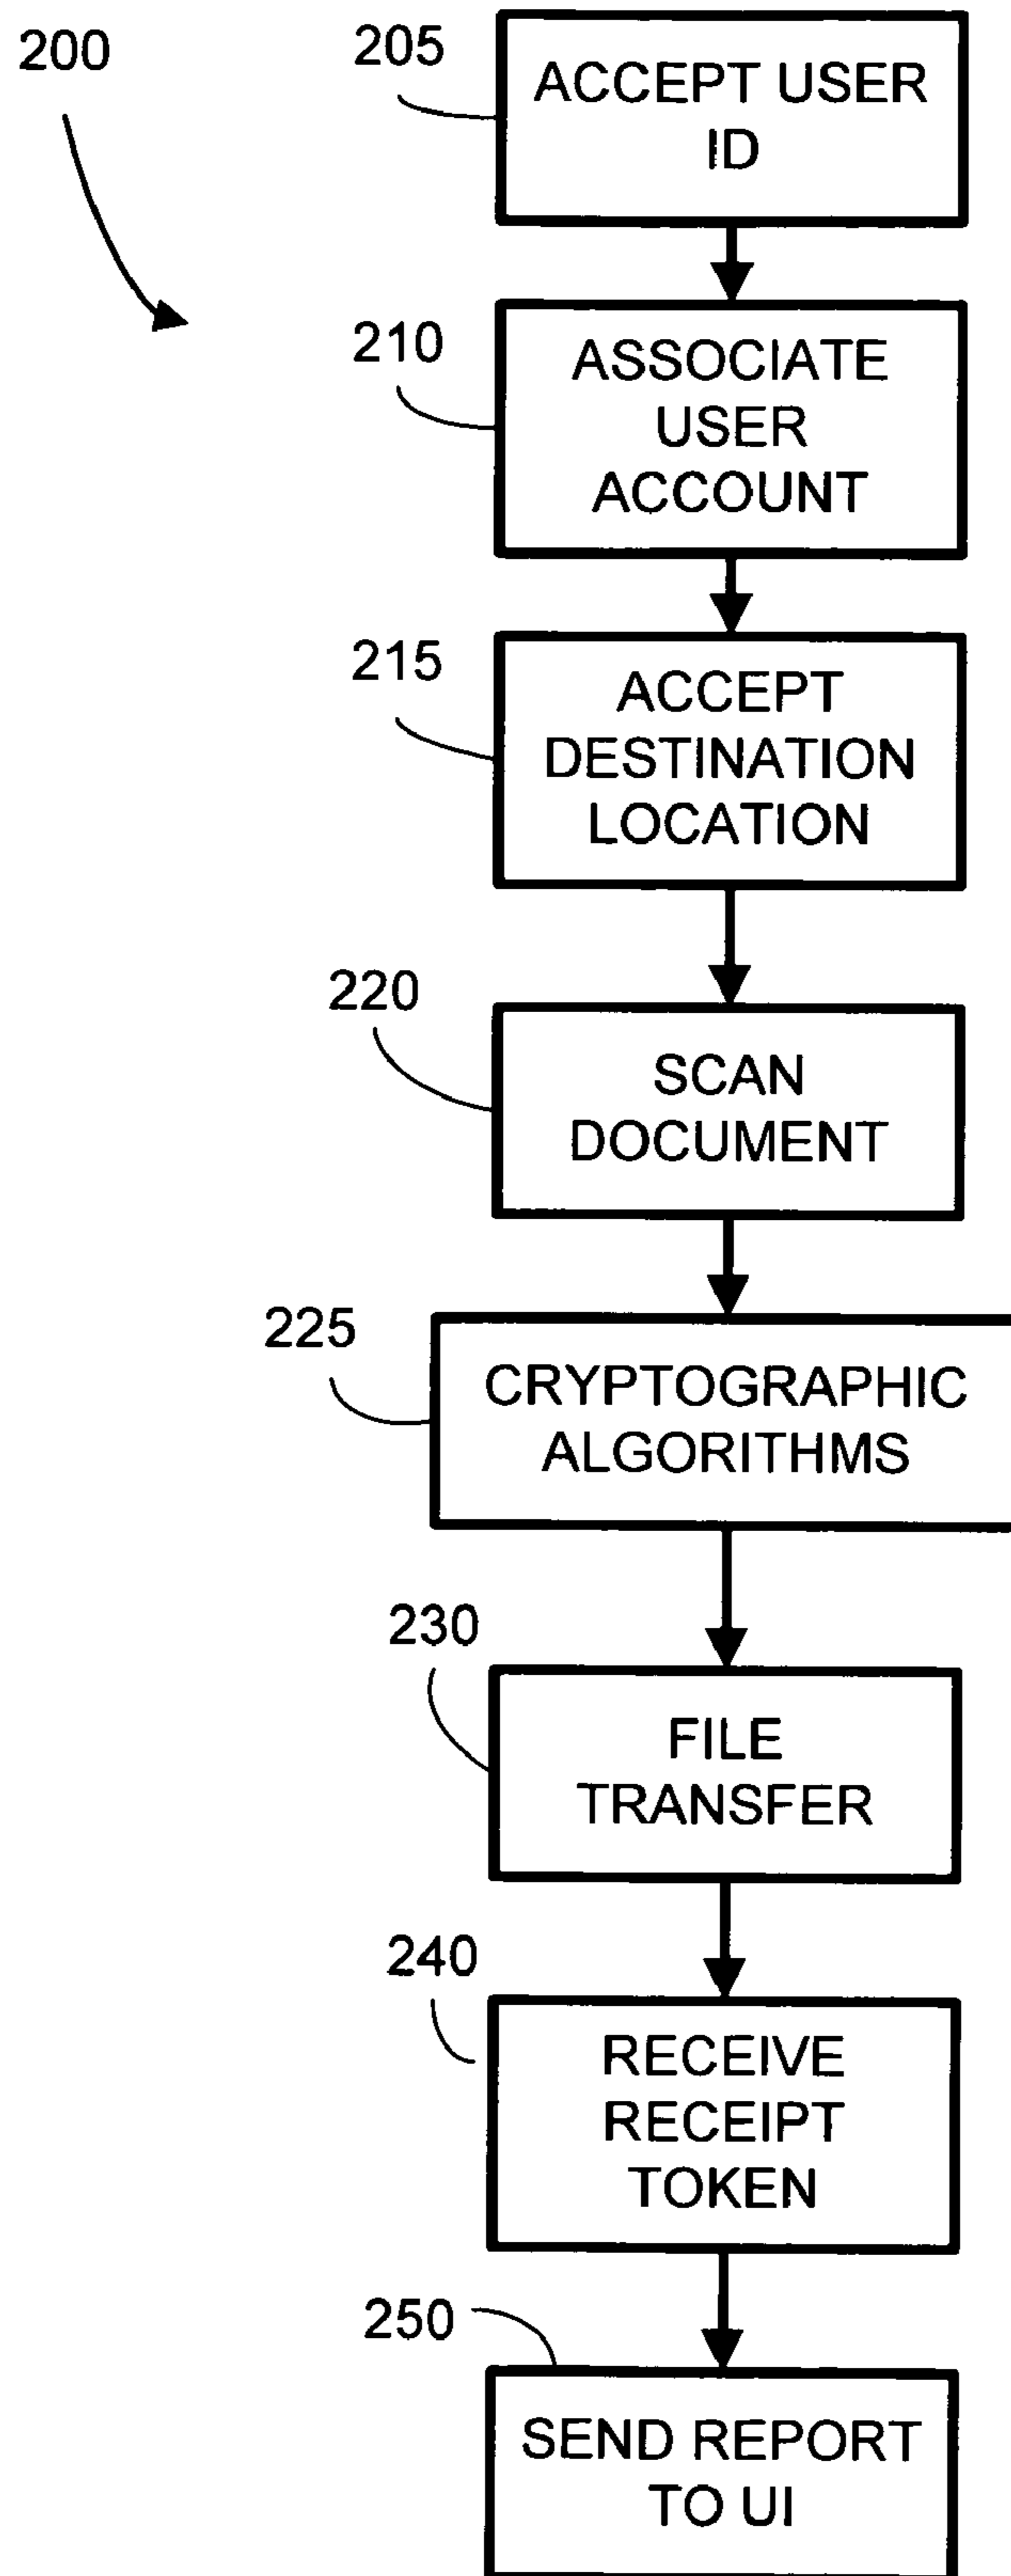 200
205
ACCEPT USER
ID
210
ASSOCIATE
USER
ACCOUNT
215
ACCEPT
DESTINATION
LOCATION
220
SCAN
DOCUMENT
225
CRYPTOGRAPHIC
ALGORITHMS
230
FILE
TRANSFER
240
RECEIVE
RECEIPT
TOKEN
250
SEND REPORT
TO UI